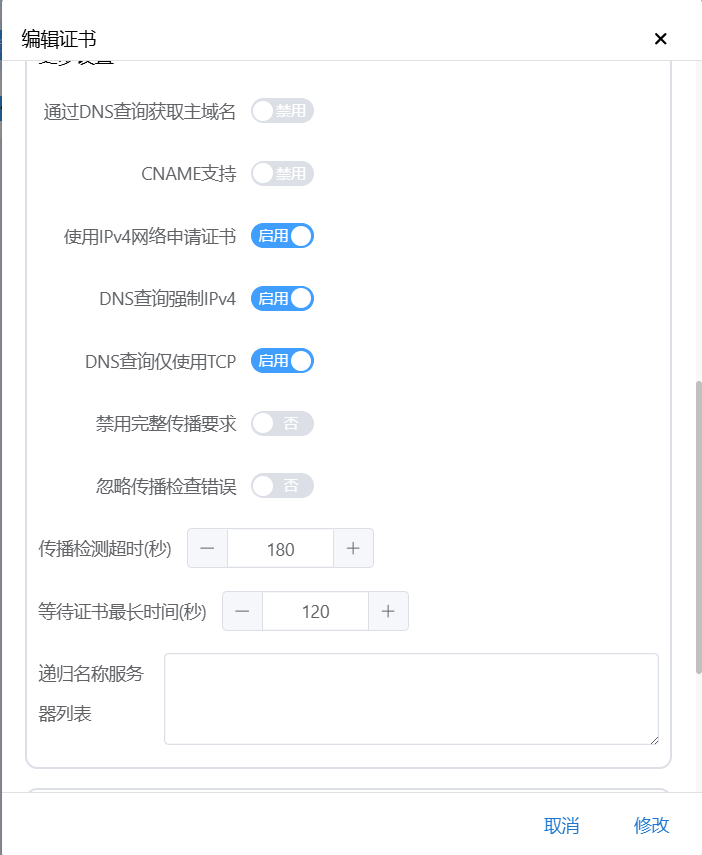 编辑证书
更多设置
通过DNS查询获取主域名 禁用
CNAME支持 禁用
使用IPv4网络申请证书 启用
DNS查询强制IPv4 启用
DNS查询仅使用TCP 启用
禁用完整传播要求 否
忽略传播检查错误 否
传播检测超时(秒) 180
等待证书最长时间(秒) 120
递归名称服务
器列表
取消 修改